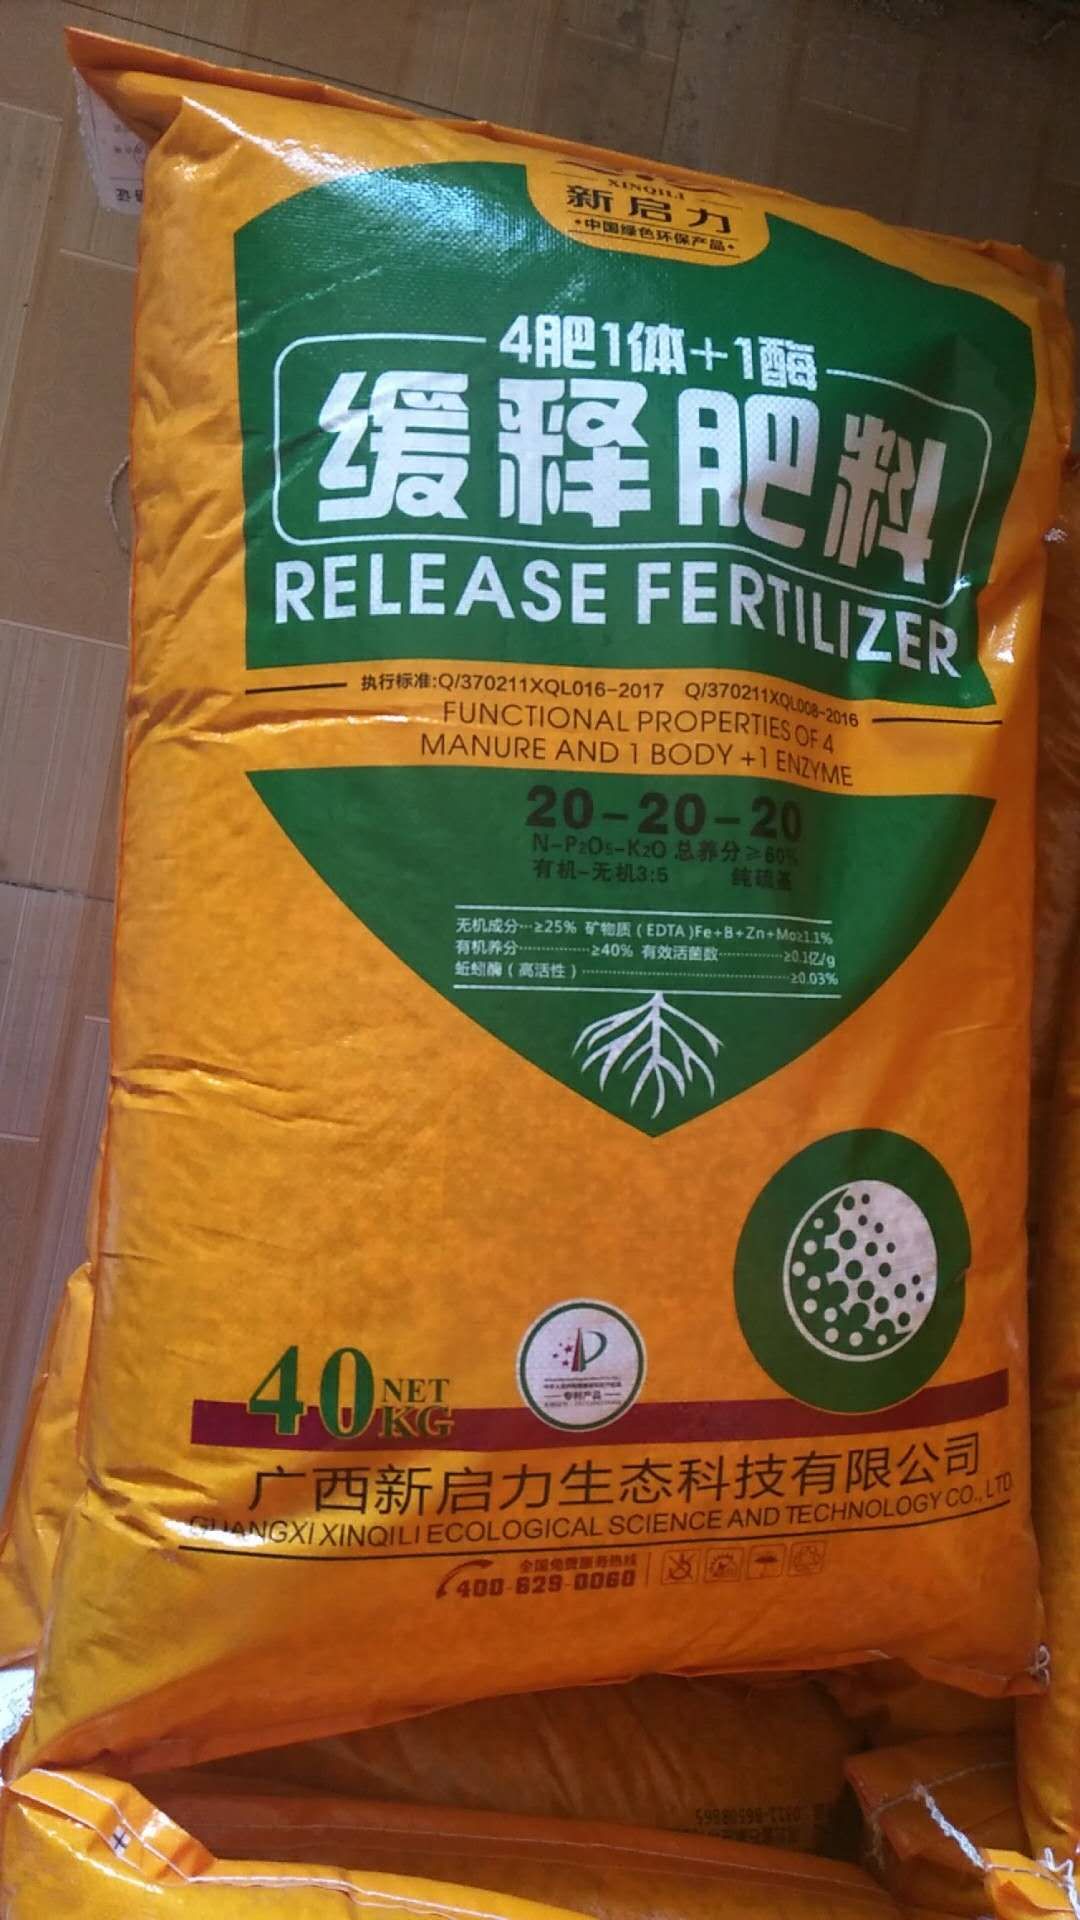 XINQILI
新启力
•中国绿色环保产品•
4肥1体+1酶
缓释肥料
RELEASE FERTILIZER
执行标准:Q/370211XQL016-2017 Q/370211XQL008-2016
FUNCTIONAL PROPERTIES OF 4
MANURE AND 1 BODY +1 ENZYME
20-20-20
N-P2O5-K2O 总养分≥60%
有机-无机3:5 纯硫基
无机成分…≥25% 矿物质(EDTA)Fe+B+Zn+Mo≥1.1%
有机养分……………≥40% 有效活菌数……………≥0.1亿/g
蚯蚓酶(高活性)……………≥0.03%
40 NET KG
专利产品
广西新启力生态科技有限公司
GUANGXI XINQILI ECOLOGICAL SCIENCE AND TECHNOLOGY CO., LTD.
全国免费服务热线
400-629-0060